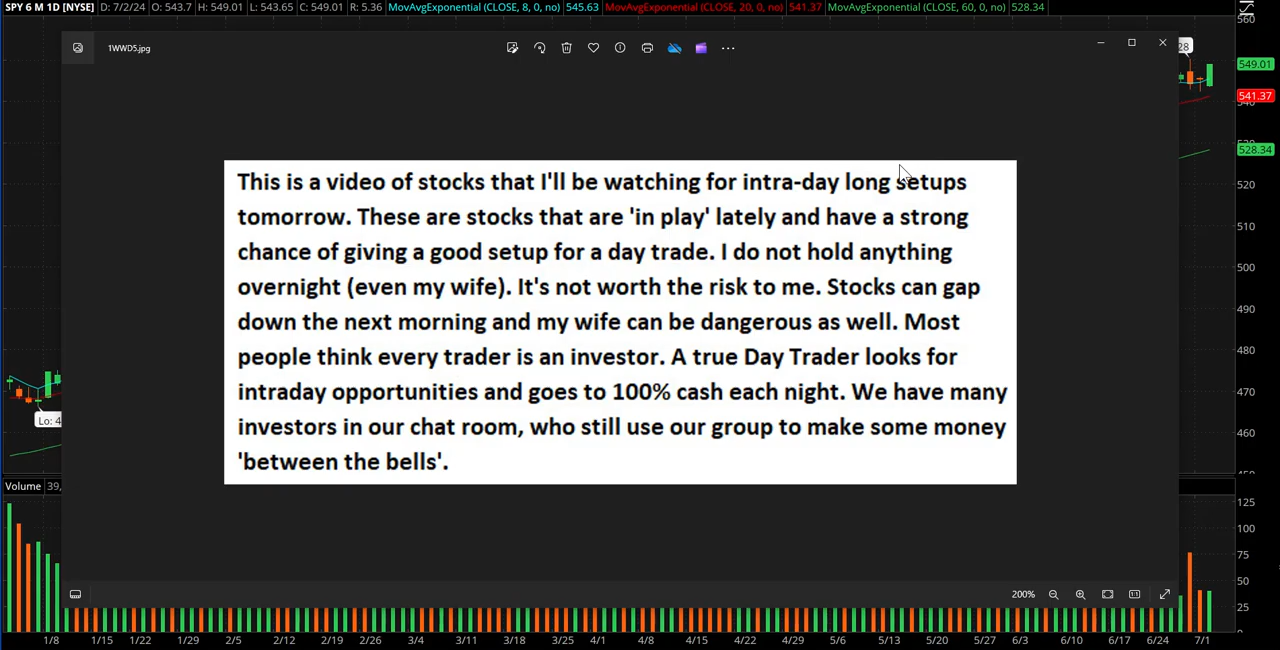 SPY 6 M 1D [NYSE] D: 7/2/24 O: 543.7 H: 549.01 L: 543.65 C: 549.01 R: 5.36 MovAvgExponential (CLOSE, 8, 0, no) 545.63 MovAvgExponential (CLOSE, 20, 0, no) 541.37 MovAvgExponential (CLOSE, 60, 0, no) 528.34
1WWD5.jpg
This is a video of stocks that I'll be watching for intra-day long setups
tomorrow. These are stocks that are 'in play' lately and have a strong
chance of giving a good setup for a day trade. I do not hold anything
overnight (even my wife). It's not worth the risk to me. Stocks can gap
down the next morning and my wife can be dangerous as well. Most
people think every trader is an investor. A true Day Trader looks for
intraday opportunities and goes to 100% cash each night. We have many
investors in our chat room, who still use our group to make some money
'between the bells'.
28
560
549.01
541.37
528.34
520
510
500
490
480
470
460
Lo: 4
Volume 39,
125
100
75
50
25
200%
1/8 1/15 1/22 1/29 2/5 2/12 2/19 2/26 3/4 3/11 3/18 3/25 4/1 4/8 4/15 4/22 4/29 5/6 5/13 5/20 5/27 6/3 6/10 6/17 6/24 7/1